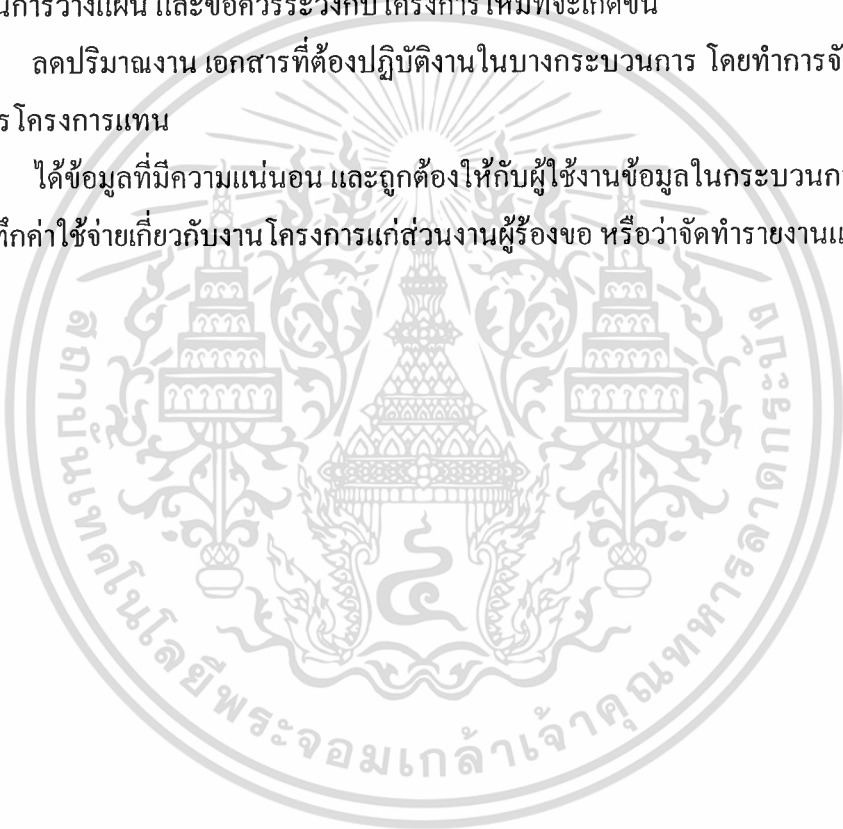 นการวางแผน และข้อควรระวังกับโครงการใหม่ที่จะเกิดขึ้น
ลดปริมาณงาน เอกสารที่ต้องปฏิบัติงานในบางกระบวนการ โดยทำการจั
รโครงการแทน
ได้ข้อมูลที่มีความแน่นอน และถูกต้องให้กับผู้ใช้งานข้อมูลในกระบวนก
ทึกค่าใช้จ่ายเกี่ยวกับงานโครงการแก่ส่วนงานผู้ร้องขอ หรือว่าจัดทำรายงานแ
สถาบันเทคโนโลยีพระจอมเกล้าเจ้าคุณทหารลาดกระบัง
๔